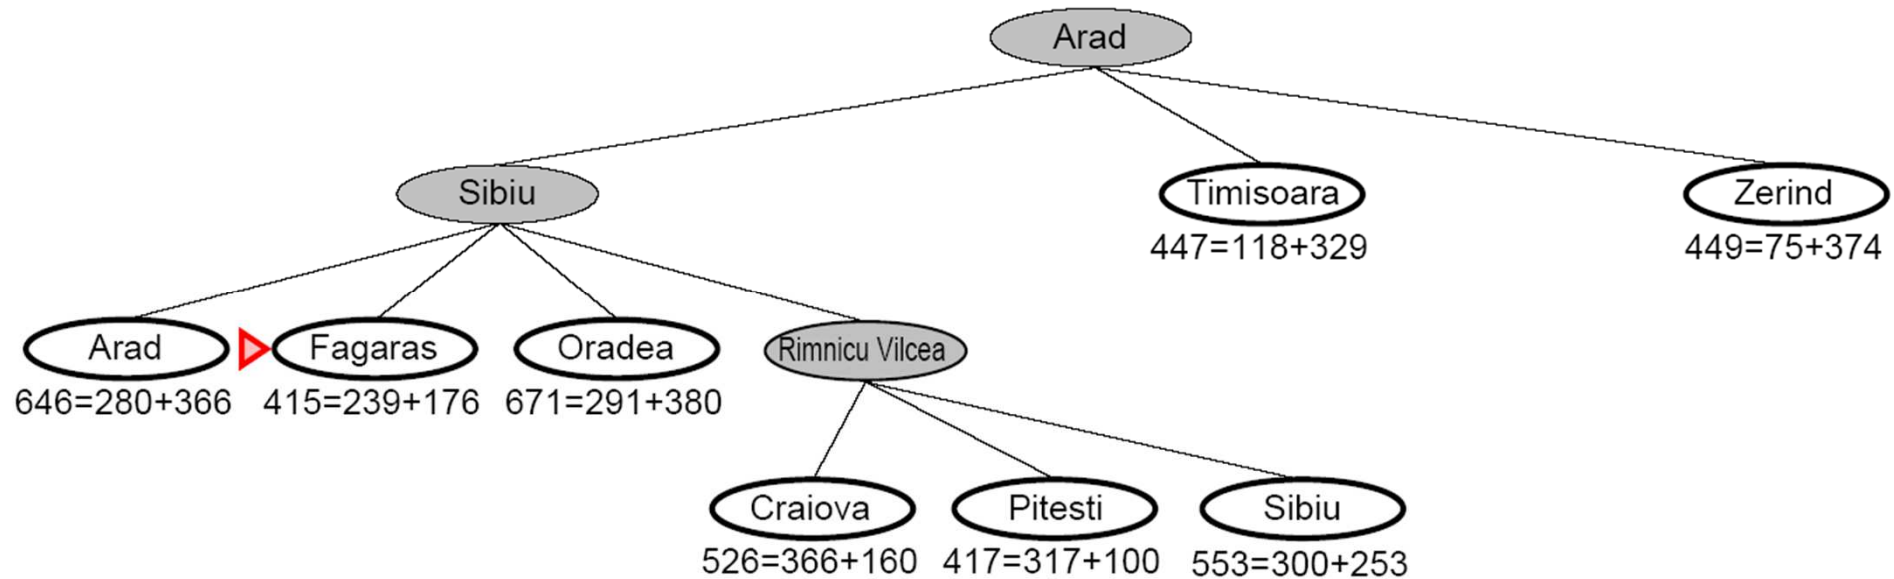 Arad
Sibiu
Timisoara
Zerind
447=118+329
449=75+374
Arad
Fagaras
Oradea
Rimnicu Vilcea
646=280+366
415=239+176
671=291+380
Craiova
Pitesti
Sibiu
526=366+160
417=317+100
553=300+253